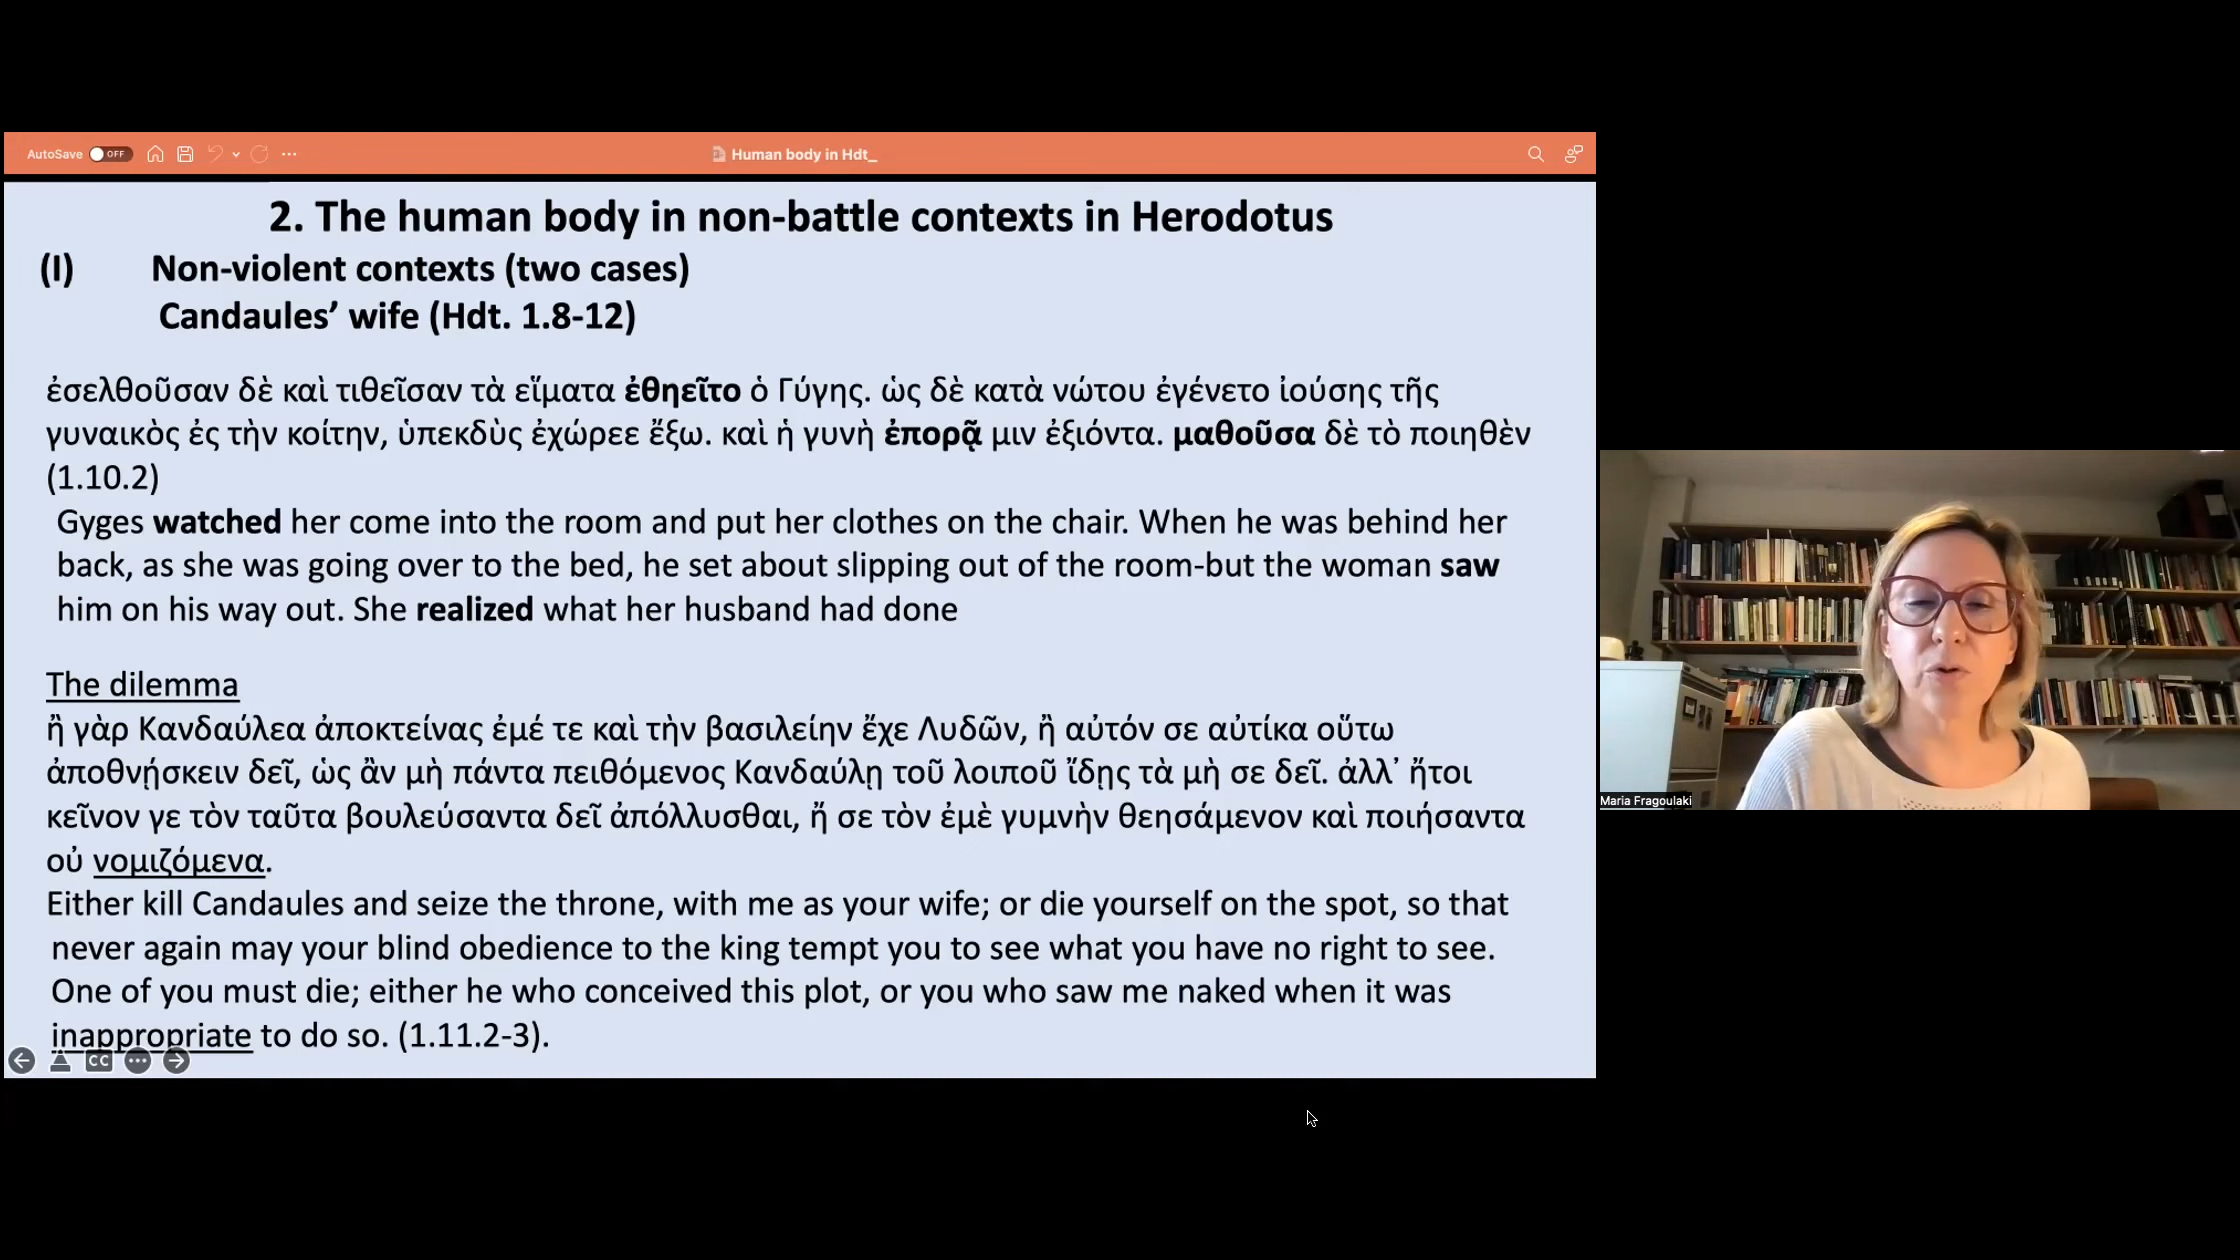 AutoSave OFF
Human body in Hdt_
2. The human body in non-battle contexts in Herodotus
(I) Non-violent contexts (two cases)
Candaules’ wife (Hdt. 1.8-12)
ἐσελθοῦσαν δὲ καὶ τιθεῖσαν τὰ εἵματα ἐθηεῖτο ὁ Γύγης. ὡς δὲ κατὰ νώτου ἐγένετο ἰούσης τῆς
γυναικὸς ἐς τὴν κοίτην, ὑπεκδὺς ἐχώρεε ἔξω. καὶ ἡ γυνὴ ἐπορᾷ μιν ἐξιόντα. μαθοῦσα δὲ τὸ ποιηθὲν
(1.10.2)
Gyges watched her come into the room and put her clothes on the chair. When he was behind her
back, as she was going over to the bed, he set about slipping out of the room-but the woman saw
him on his way out. She realized what her husband had done
The dilemma
ἢ γὰρ Κανδαύλεα ἀποκτείνας ἐμέ τε καὶ τὴν βασιλείην ἔχε Λυδῶν, ἢ αὐτόν σε αὐτίκα οὕτω
ἀποθνῄσκειν δεῖ, ὡς ἂν μὴ πάντα πειθόμενος Κανδαύλῃ τοῦ λοιποῦ ἴδῃς τὰ μὴ σε δεῖ. ἀλλ᾽ ἤτοι
κεῖνον γε τὸν ταῦτα βουλεύσαντα δεῖ ἀπόλλυσθαι, ἤ σε τὸν ἐμὲ γυμνὴν θεησάμενον καὶ ποιήσαντα
οὐ νομιζόμενα.
Either kill Candaules and seize the throne, with me as your wife; or die yourself on the spot, so that
never again may your blind obedience to the king tempt you to see what you have no right to see.
One of you must die; either he who conceived this plot, or you who saw me naked when it was
inappropriate to do so. (1.11.2-3).
CC
Maria Fragoulaki